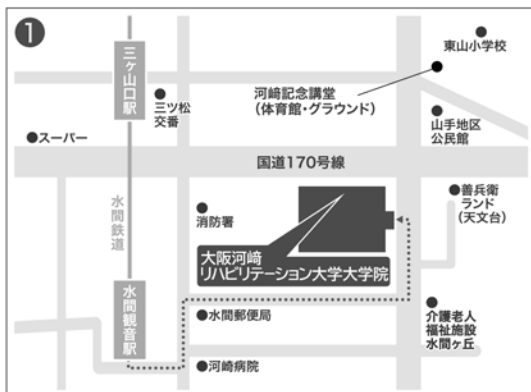 1
三ケ山口駅
東山小学校
河﨑記念講堂
(体育館・グラウンド)
三ツ松
交番
山手地区
公民館
スーパー
国道170号線
水間鉄道
消防署
善兵衛
ランド
(天文台)
大阪河﨑
リハビリテーション大学大学院
水間観音駅
水間郵便局
介護老人
福祉施設
水間ヶ丘
河崎病院